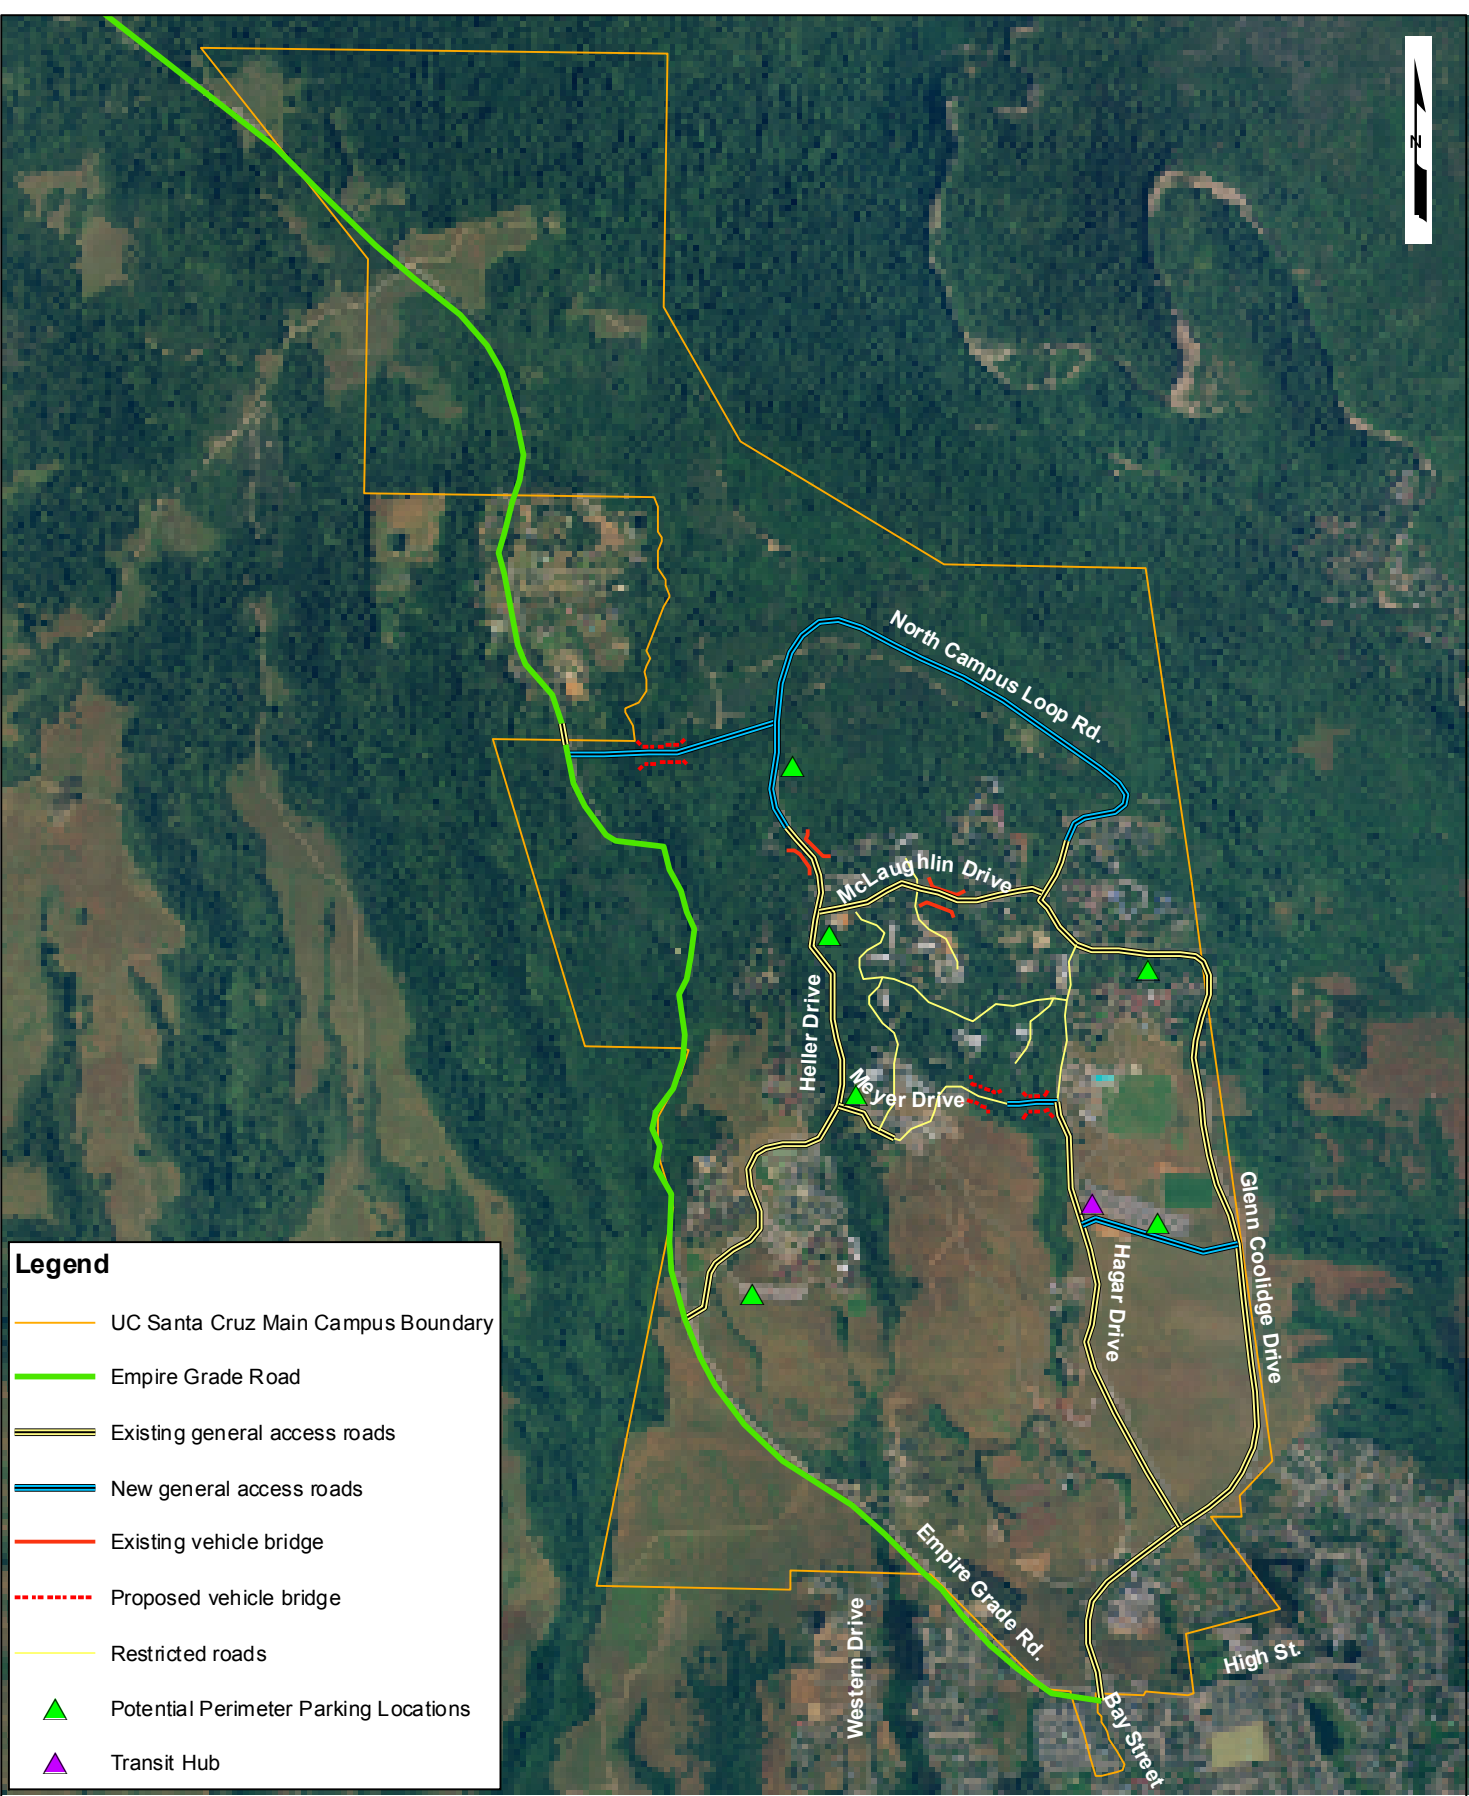 N
North Campus Loop Rd.
McLaughlin Drive
Heller Drive
Meyer Drive
Glenn Coolidge Drive
Hagar Drive
Empire Grade Rd.
Western Drive
High St.
Bay Street
Legend
UC Santa Cruz Main Campus Boundary
Empire Grade Road
Existing general access roads
New general access roads
Existing vehicle bridge
Proposed vehicle bridge
Restricted roads
Potential Perimeter Parking Locations
Transit Hub